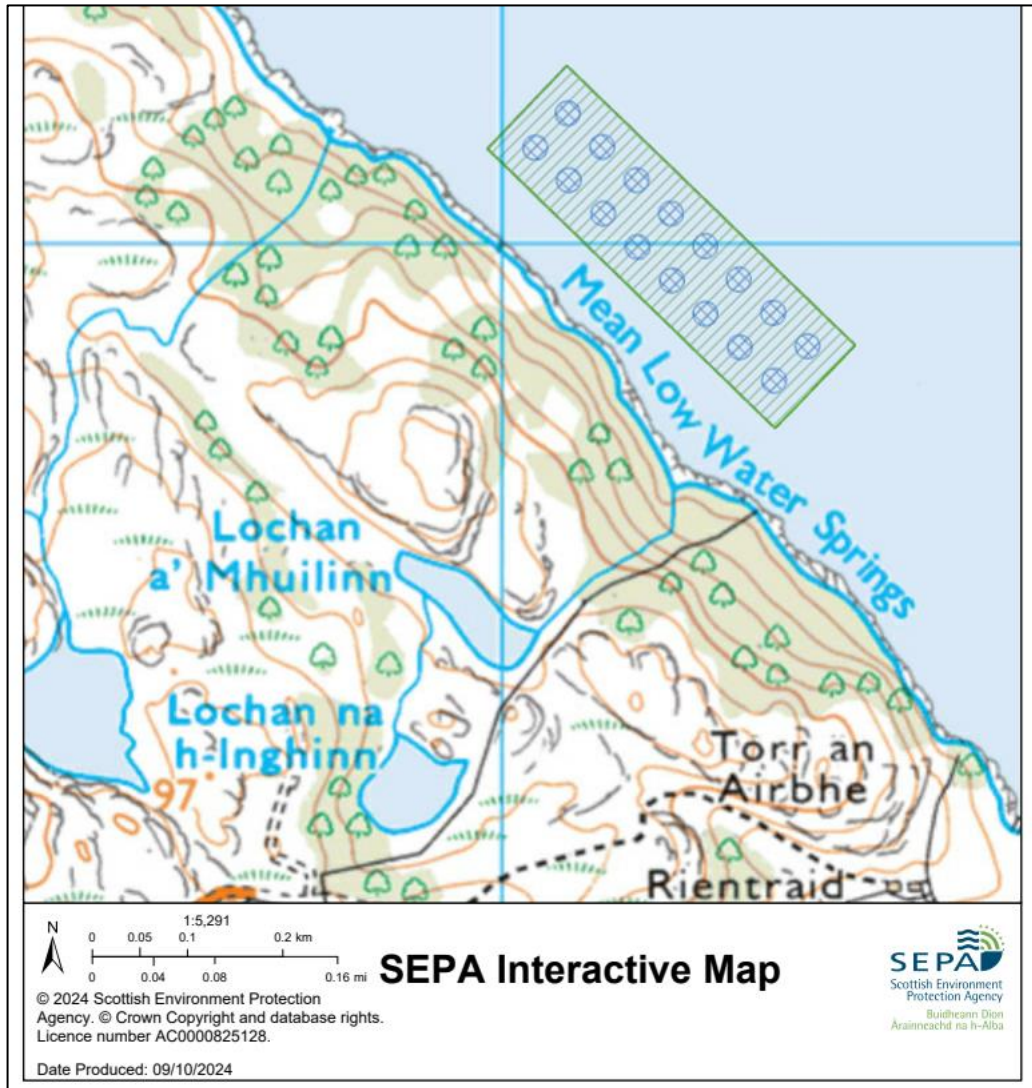 Mean Low Water Springs
Lochan
a' Mhuilinn
Lochan na
h-Inghinn
97
Torr an
Airbhe
Rientraid
N
1:5,291
0 0.05 0.1 0.2 km
0 0.04 0.08 0.16 mi
SEPA Interactive Map
SEPA
Scottish Environment
Protection Agency
Buidheann Dìon
Àrainneachd na h-Alba
© 2024 Scottish Environment Protection
Agency. © Crown Copyright and database rights.
Licence number AC0000825128.
Date Produced: 09/10/2024